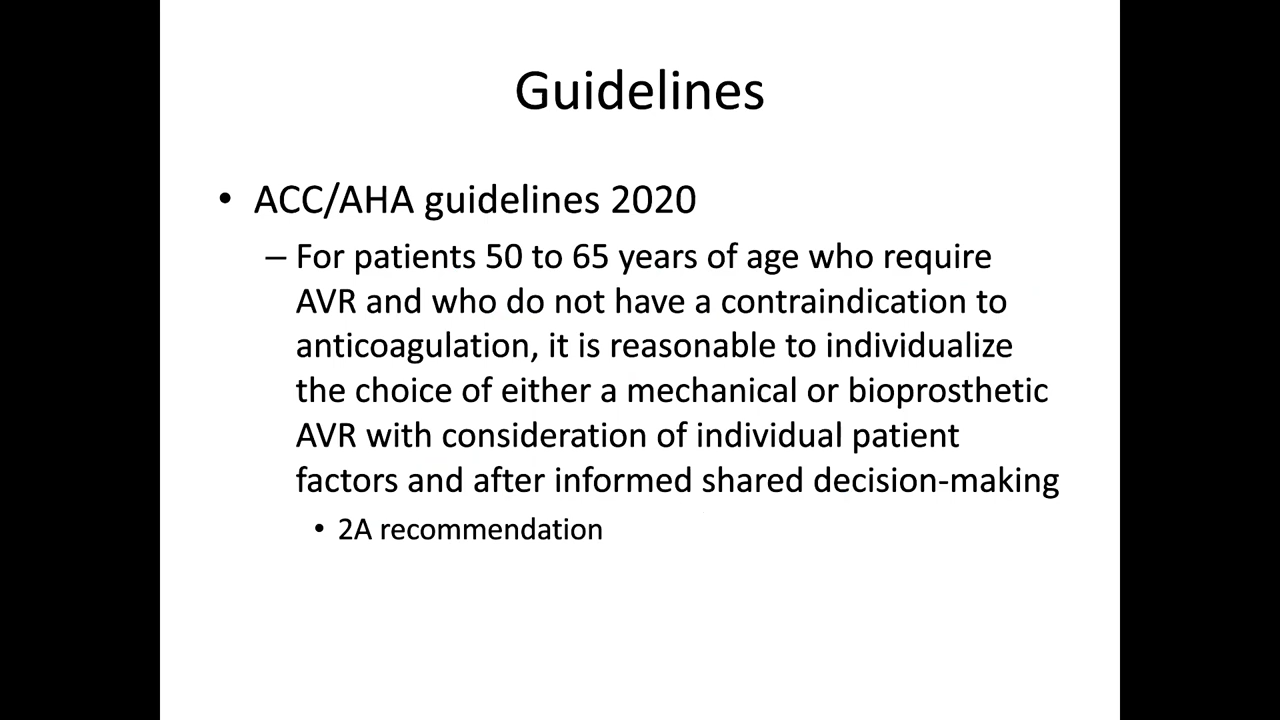 Guidelines
• ACC/AHA guidelines 2020
– For patients 50 to 65 years of age who require
AVR and who do not have a contraindication to
anticoagulation, it is reasonable to individualize
the choice of either a mechanical or bioprosthetic
AVR with consideration of individual patient
factors and after informed shared decision-making
• 2A recommendation